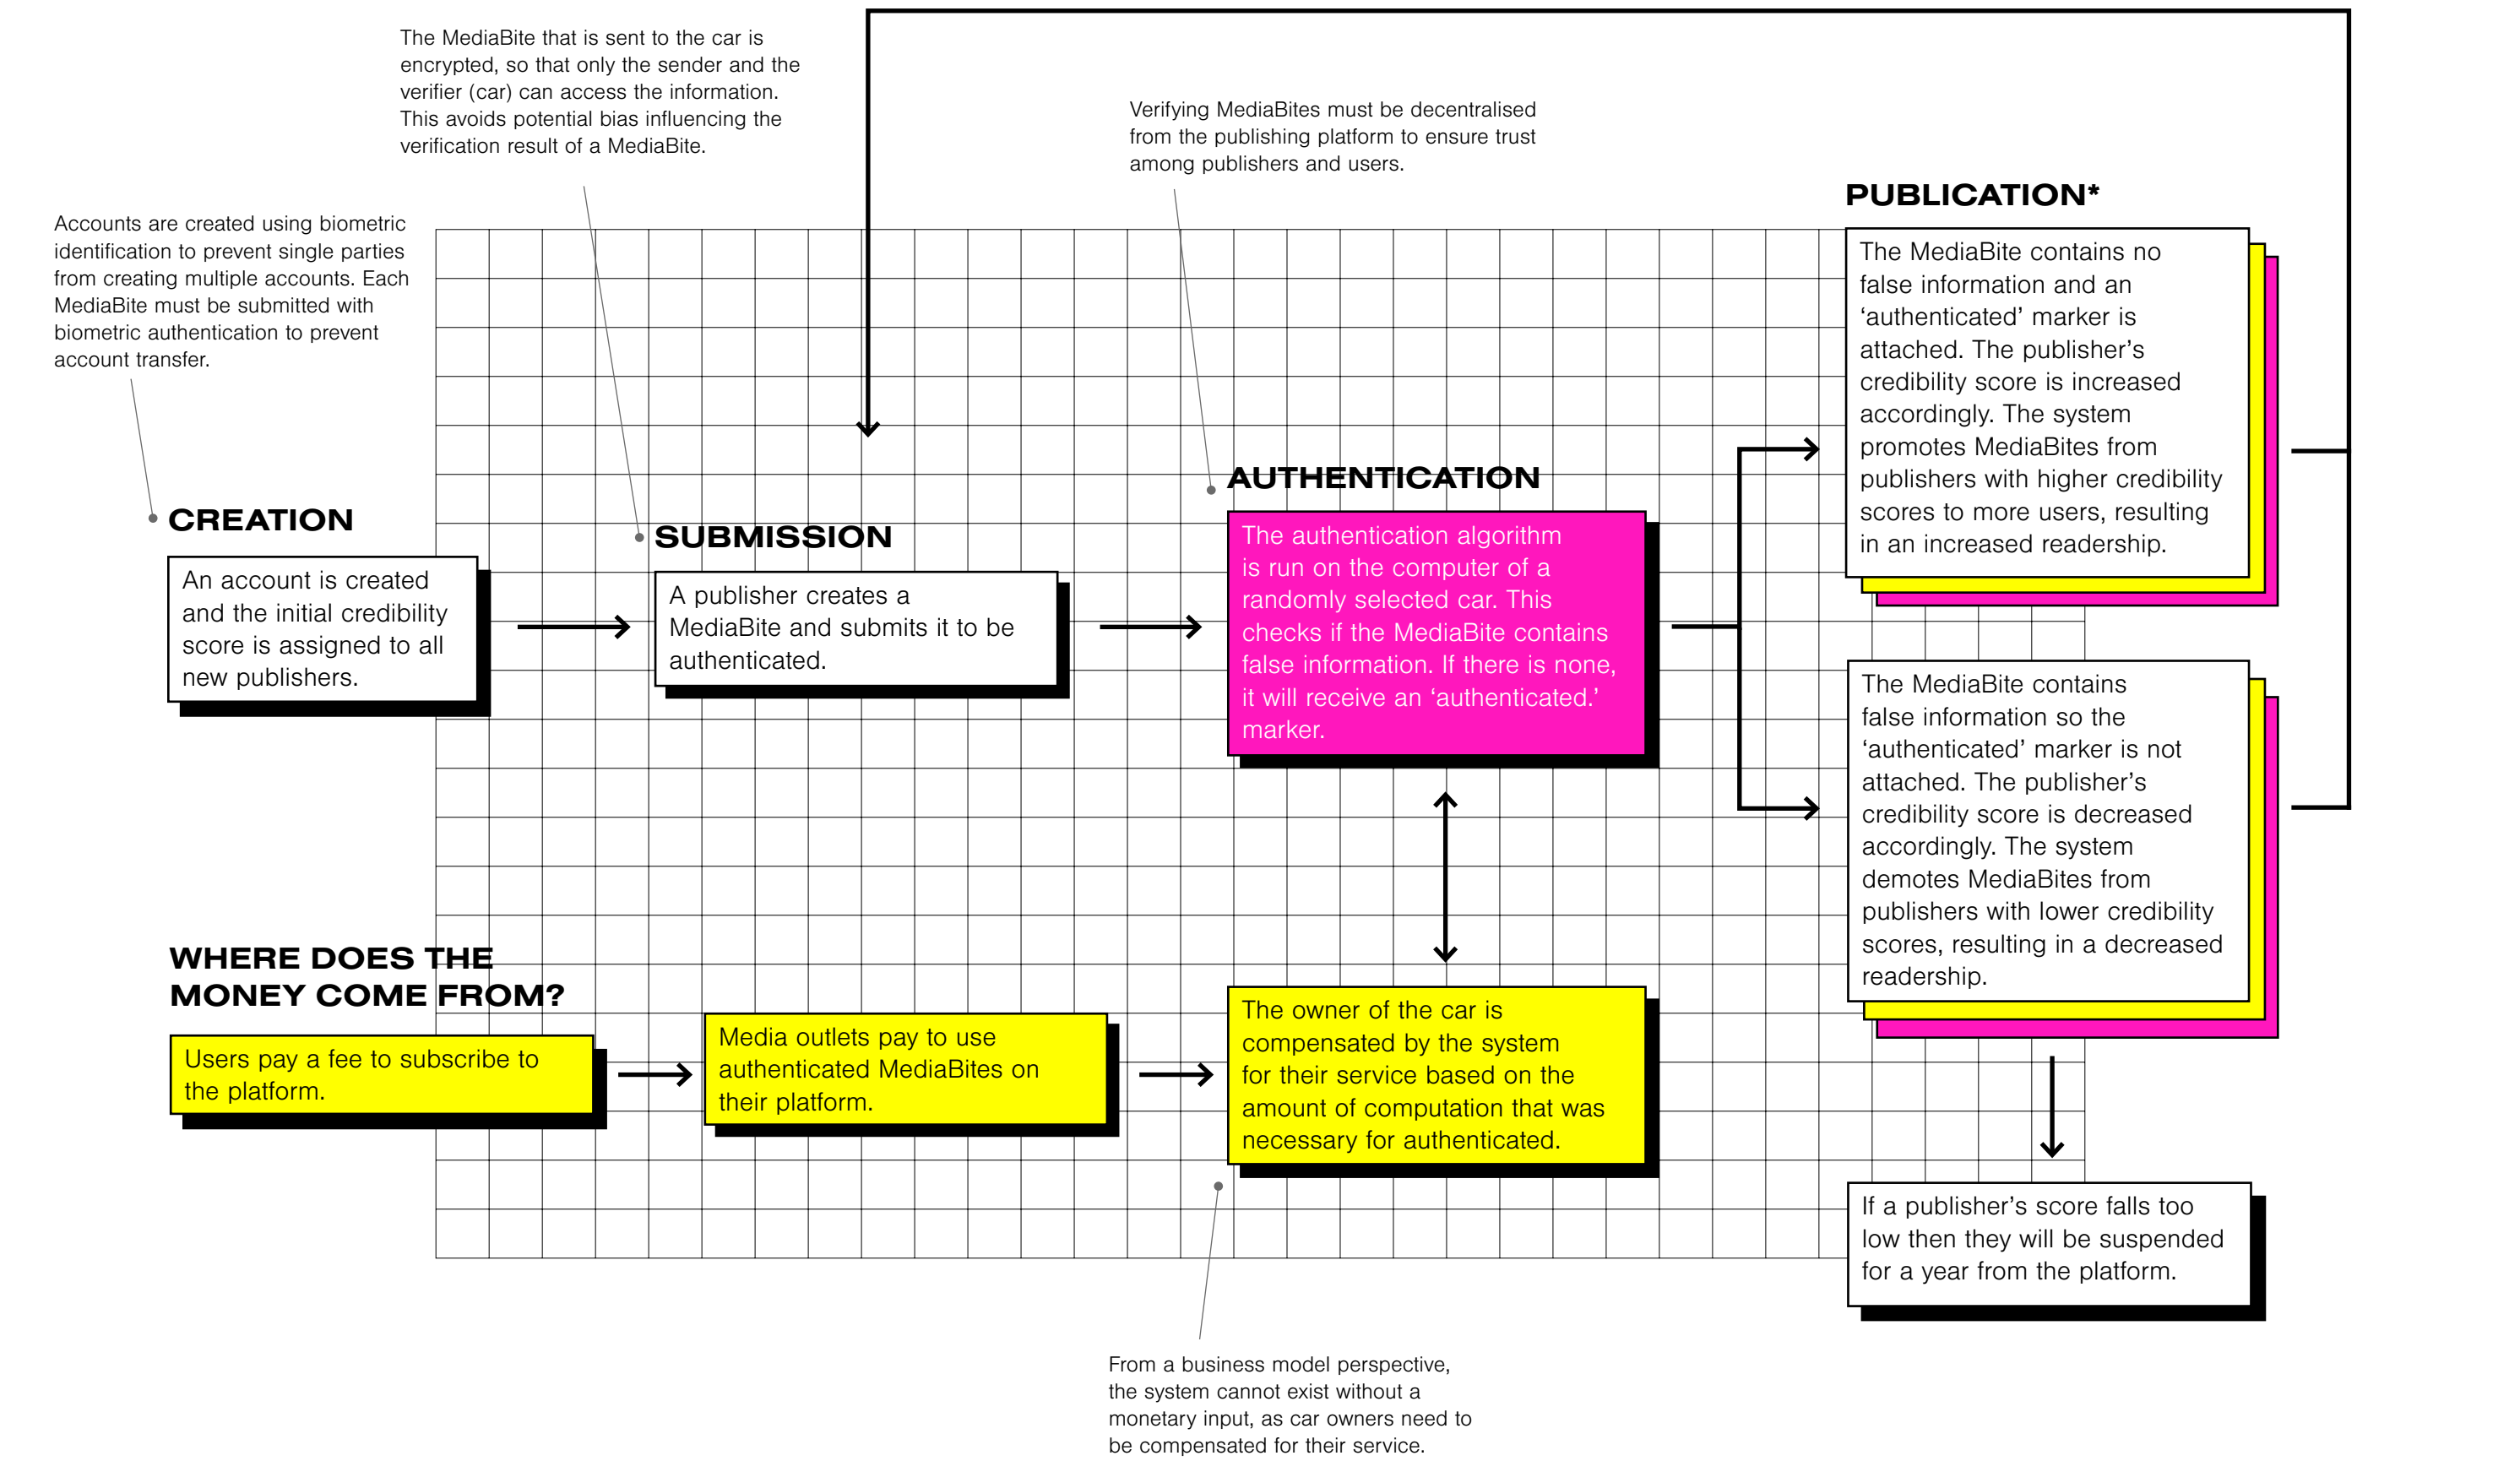 The MediaBite that is sent to the car is
encrypted, so that only the sender and the
verifier (car) can access the information.
This avoids potential bias influencing the
verification result of a MediaBite.
Verifying MediaBites must be decentralised
from the publishing platform to ensure trust
among publishers and users.
Accounts are created using biometric
identification to prevent single parties
from creating multiple accounts. Each
MediaBite must be submitted with
biometric authentication to prevent
account transfer.
CREATION
An account is created
and the initial credibility
score is assigned to all
new publishers.
SUBMISSION
A publisher creates a
MediaBite and submits it to be
authenticated.
AUTHENTICATION
The authentication algorithm
is run on the computer of a
randomly selected car. This
checks if the MediaBite contains
false information. If there is none,
it will receive an ‘authenticated.’
marker.
PUBLICATION*
The MediaBite contains no
false information and an
‘authenticated’ marker is
attached. The publisher’s
credibility score is increased
accordingly. The system
promotes MediaBites from
publishers with higher credibility
scores to more users, resulting
in an increased readership.
The MediaBite contains
false information so the
‘authenticated’ marker is not
attached. The publisher’s
credibility score is decreased
accordingly. The system
demotes MediaBites from
publishers with lower credibility
scores, resulting in a decreased
readership.
If a publisher’s score falls too
low then they will be suspended
for a year from the platform.
WHERE DOES THE
MONEY COME FROM?
Users pay a fee to subscribe to
the platform.
Media outlets pay to use
authenticated MediaBites on
their platform.
The owner of the car is
compensated by the system
for their service based on the
amount of computation that was
necessary for authenticated.
From a business model perspective,
the system cannot exist without a
monetary input, as car owners need to
be compensated for their service.